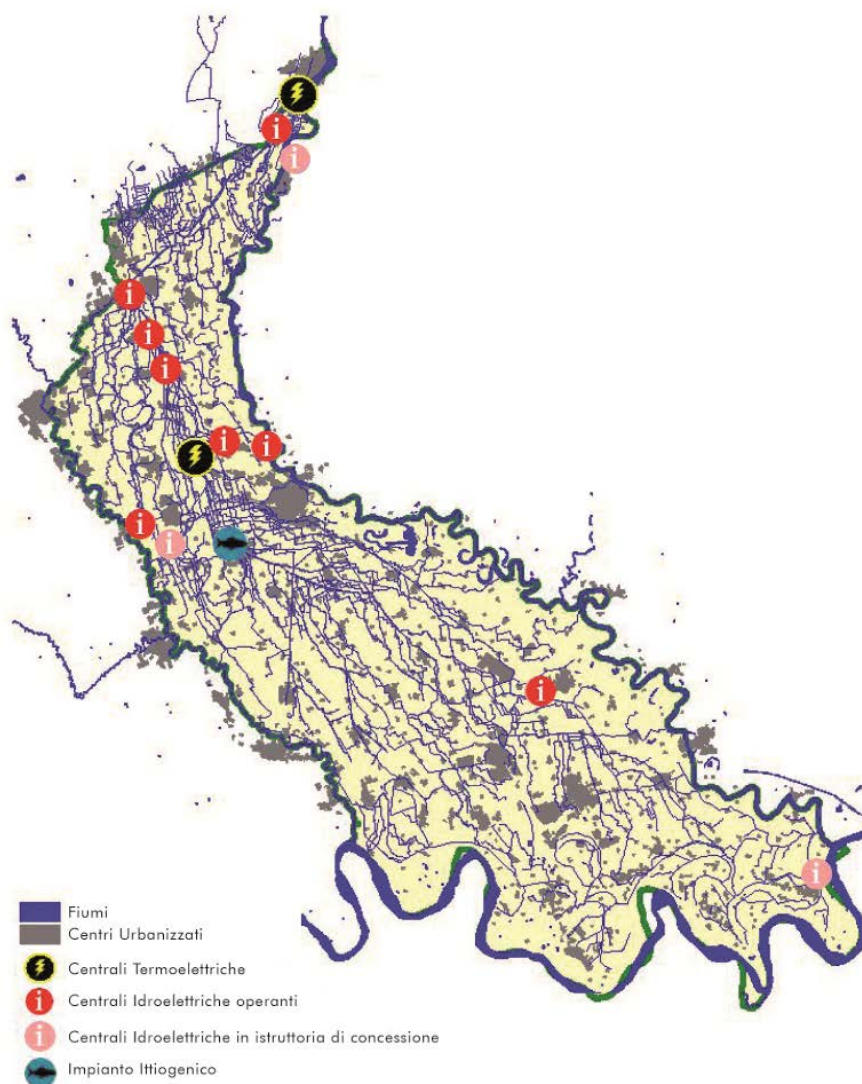 i
i
i
i
i
i
i
i
i
i
i
Fiumi
Centri Urbanizzati
Centrali Termoelettriche
i Centrali Idroelettriche operanti
i Centrali Idroelettriche in istruttoria di concessione
Impianto Ittiogenico